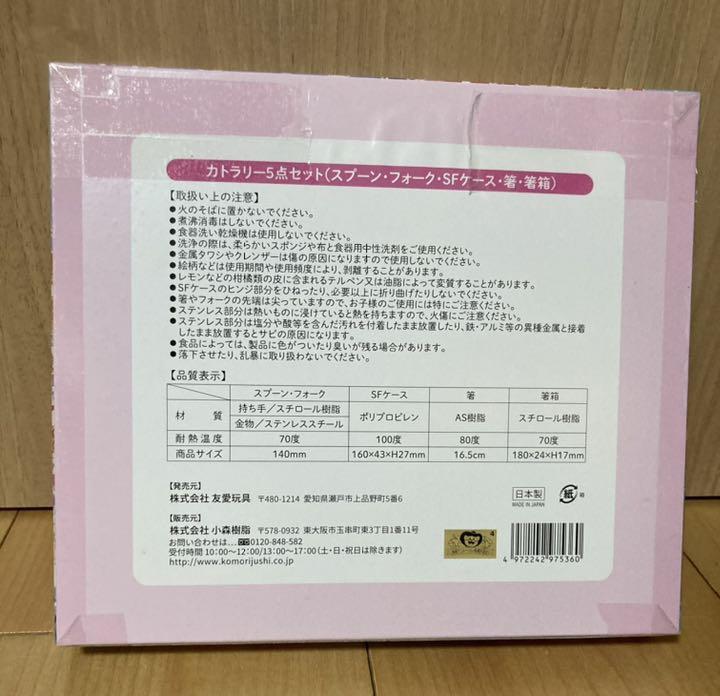 カトラリー5点セット(スプーン・フォーク・SFケース・箸・箸箱)
【取扱い上の注意】
●火のそばに置かないでください。
●煮沸消毒はしないでください。
●食器洗い乾燥機は使用しないでください。
●洗浄の際は、柔らかいスポンジや布と食器用中性洗剤をご使用ください。
●金属タワシやクレンザーは傷の原因になりますので使用しないでください。
●絵柄などは使用期間や使用頻度により、剥離することがあります。
●レモンなどの柑橘類の皮に含まれるテルペン又は油脂によって変質することがあります。
●SFケースのヒンジ部分をひねったり、必要以上に折り曲げたりしないでください。
●箸やフォークの先端は尖っていますので、お子様のご使用には特にご注意ください。
●ステンレス部分は熱いものに浸けていると熱を持ちますので、火傷にご注意ください。
●ステンレス部分は塩分や酸等を含んだ汚れを付着したまま放置したり、鉄・アルミ等の異種金属と接着
したまま放置するとサビの原因になります。
●食品によっては、製品に色がついたり臭いが残る場合があります。
●落下させたり、乱暴に取り扱わないでください。
【品質表示】
スプーン・フォーク SFケース 箸 箸箱
材質 持ち手/スチロール樹脂 金物/ステンレススチール ポリプロピレン AS樹脂 スチロール樹脂
耐熱温度 70度 100度 80度 70度
商品サイズ 140mm 160×43×H27mm 16.5cm 180×24×H17mm
【発売元】
株式会社 友愛玩具 〒480-1214 愛知県瀬戸市上品野町5番6
【販売元】
株式会社 小森樹脂 〒578-0932 東大阪市玉串町東3丁目1番11号
お問い合わせは…0120-848-582
受付時間 10:00〜12:00/13:00〜17:00(土・日・祝日は除きます)
http://www.komorijushi.co.jp
日本製
MADE IN JAPAN
紙 箱
4
4 972242 975360